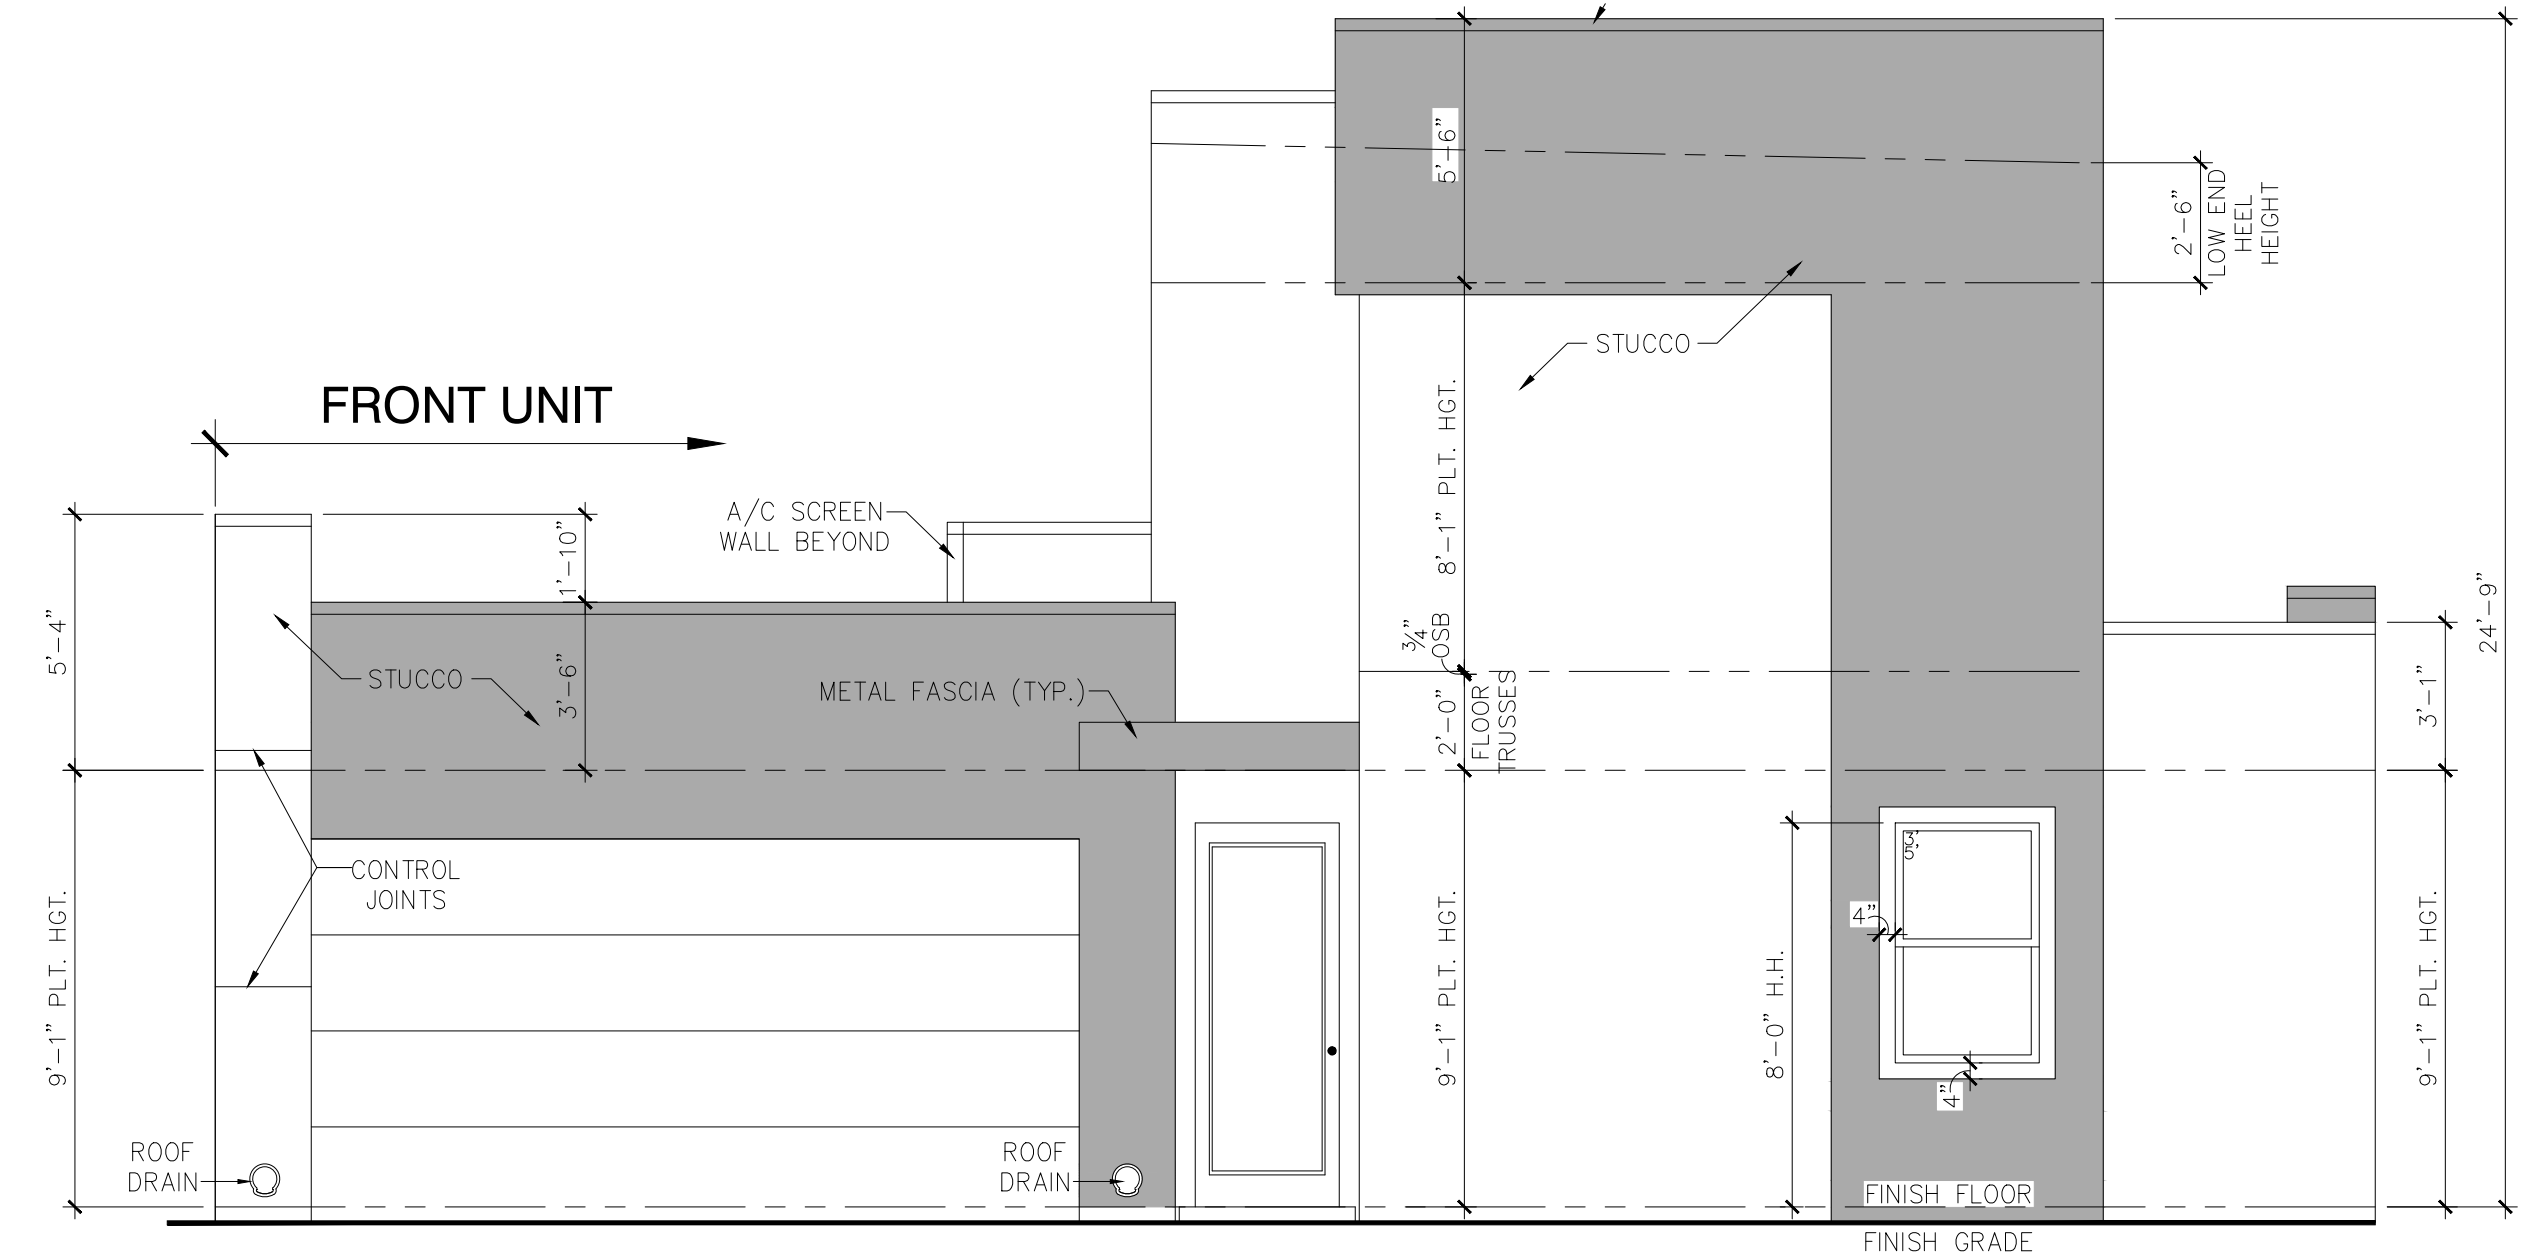 5'-6"
2'-6"
LOW END
HEEL
HEIGHT
STUCCO
FRONT UNIT
8'-1" PLT. HGT.
A/C SCREEN
WALL BEYOND
1'-10"
5'-4"
24'-9"
3/4"
OSB
STUCCO
3'-6"
METAL FASCIA (TYP.)
2'-0"
FLOOR
TRUSSES
3'-1"
CONTROL
JOINTS
9'-1" PLT. HGT.
9'-1" PLT. HGT.
8'-0" H.H.
4"
4"
9'-1" PLT. HGT.
ROOF
DRAIN
ROOF
DRAIN
FINISH FLOOR
FINISH GRADE